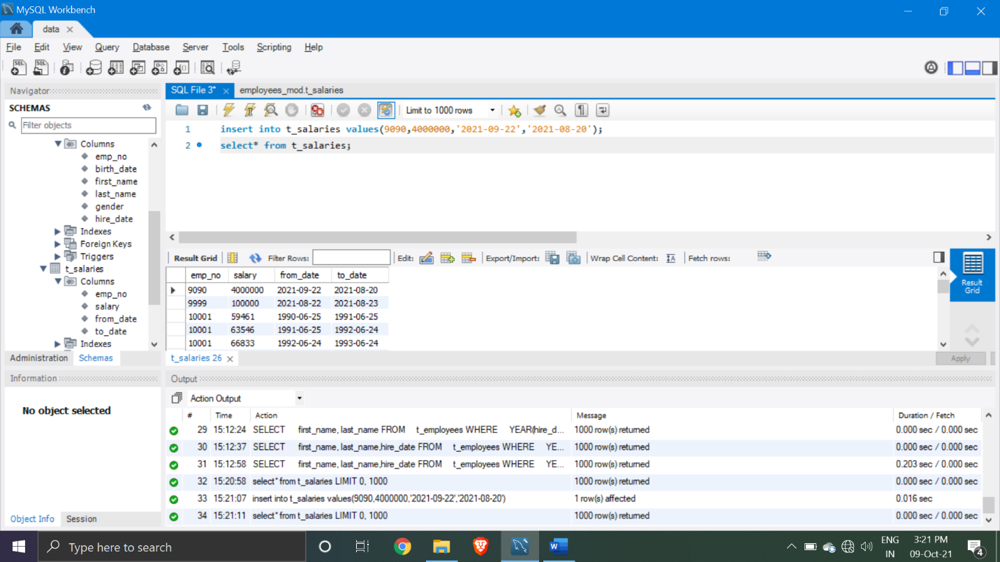 MySQL Workbench
data
File Edit View Query Database Server Tools Scripting Help
Navigator
SCHEMAS
Filter objects
Columns
emp_no
birth_date
first_name
last_name
gender
hire_date
Indexes
Foreign Keys
Triggers
t_salaries
Columns
emp_no
salary
from_date
to_date
Indexes
Administration Schemas
Information
No object selected
Object Info Session
SQL File 3* employees_mod.t_salaries
Limit to 1000 rows
1 insert into t_salaries values(9090,4000000,'2021-09-22','2021-08-20');
2 select* from t_salaries;
Result Grid Filter Rows: Edit: Export/Import: Wrap Cell Content: Fetch rows:
emp_no salary from_date to_date
9090 4000000 2021-09-22 2021-08-20
9999 100000 2021-08-22 2021-08-23
10001 59461 1990-06-25 1991-06-25
10001 63546 1991-06-25 1992-06-24
10001 66833 1992-06-24 1993-06-24
Result
Grid
t_salaries 26
Apply
Output
Action Output
# Time Action Message Duration / Fetch
29 15:12:24 SELECT first_name, last_name FROM t_employees WHERE YEAR(hire_d... 1000 row(s) returned 0.000 sec / 0.000 sec
30 15:12:37 SELECT first_name, last_name,hire_date FROM t_employees WHERE YE... 1000 row(s) returned 0.000 sec / 0.000 sec
31 15:12:58 SELECT first_name, last_name,hire_date FROM t_employees WHERE YE... 1000 row(s) returned 0.203 sec / 0.000 sec
32 15:20:58 select* from t_salaries LIMIT 0, 1000 1000 row(s) returned 0.000 sec / 0.000 sec
33 15:21:07 insert into t_salaries values(9090,4000000,'2021-09-22','2021-08-20') 1 row(s) affected 0.016 sec
34 15:21:11 select* from t_salaries LIMIT 0, 1000 1000 row(s) returned 0.000 sec / 0.000 sec
Type here to search
ENG
IN
3:21 PM
09-Oct-21
4